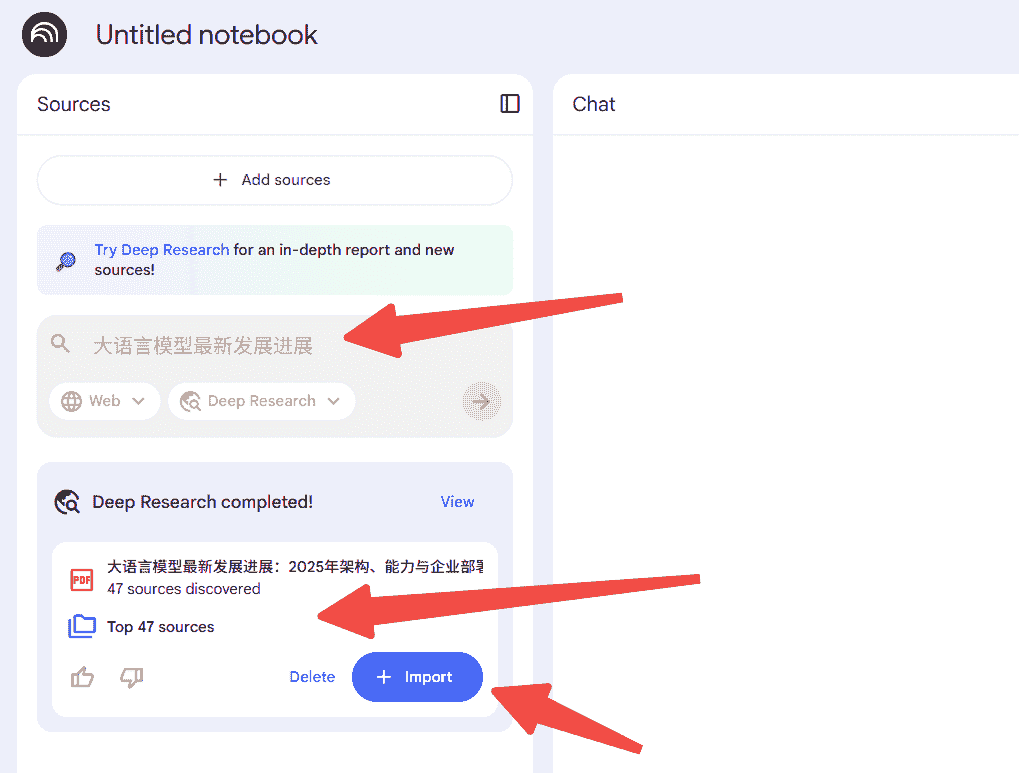 Untitled notebook
Sources
Chat
+ Add sources
Try Deep Research for an in-depth report and new
sources!
大语言模型最新发展进展
Web
Deep Research
Deep Research completed!
View
PDF
大语言模型最新发展进展：2025年架构、能力与企业部
47 sources discovered
Top 47 sources
Delete
+ Import